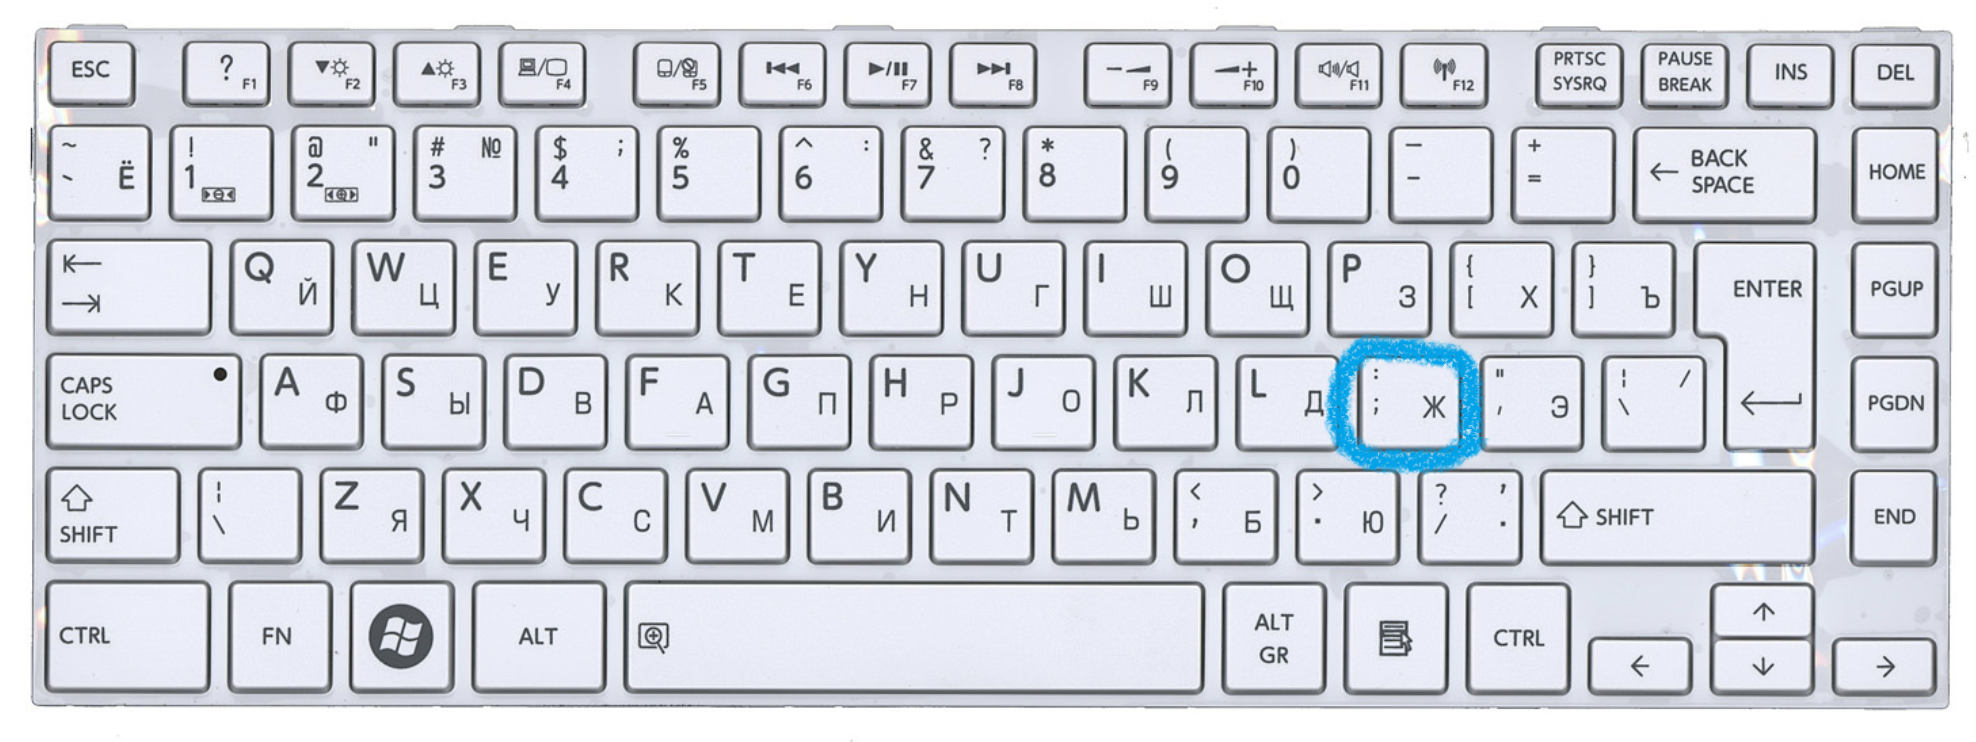 ESC ? F1 F2 F3 F4 F5 F6 F7 F8 F9 F10 F11 F12 PRTSC SYSRQ PAUSE BREAK INS DEL
~ ` Ё ! 1 @ " 2 # № 3 $ ; 4 % 5 ^ : 6 & ? 7 * 8 ( 9 ) 0 — - + = ← BACK SPACE HOME
Q Й W Ц E У R К T Е Y Н U Г I Ш O Щ P З { [ Х } ] Ъ ENTER PGUP
CAPS LOCK A Ф S Ы D В F А G П H Р J О K Л L Д : ; Ж " ' Э ¦ / \ PGDN
SHIFT ¦ \ Z Я X Ч C С V М B И N Т M Ь < , Б > . Ю ? , / . SHIFT END
CTRL FN ALT ALT GR CTRL ← ↑ ↓ →